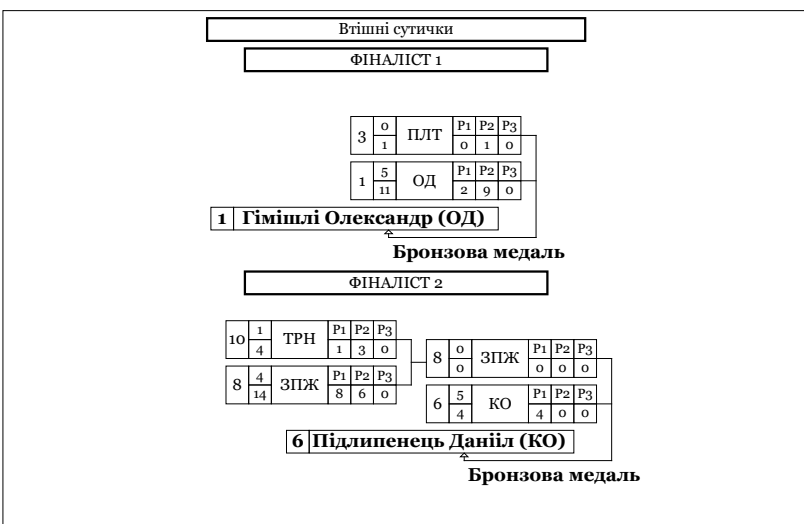 Втішні сутички
ФІНАЛІСТ 1
3 0 1 ПЛТ P1 P2 P3 0 1 0
1 5 11 ОД P1 P2 P3 2 9 0
1 Гімішлі Олександр (ОД)
Бронзова медаль
ФІНАЛІСТ 2
10 1 4 ТРН P1 P2 P3 1 3 0
8 4 14 ЗПЖ P1 P2 P3 8 6 0
8 0 0 ЗПЖ P1 P2 P3 0 0 0
6 5 4 КО P1 P2 P3 4 0 0
6 Підлипенець Данііл (КО)
Бронзова медаль